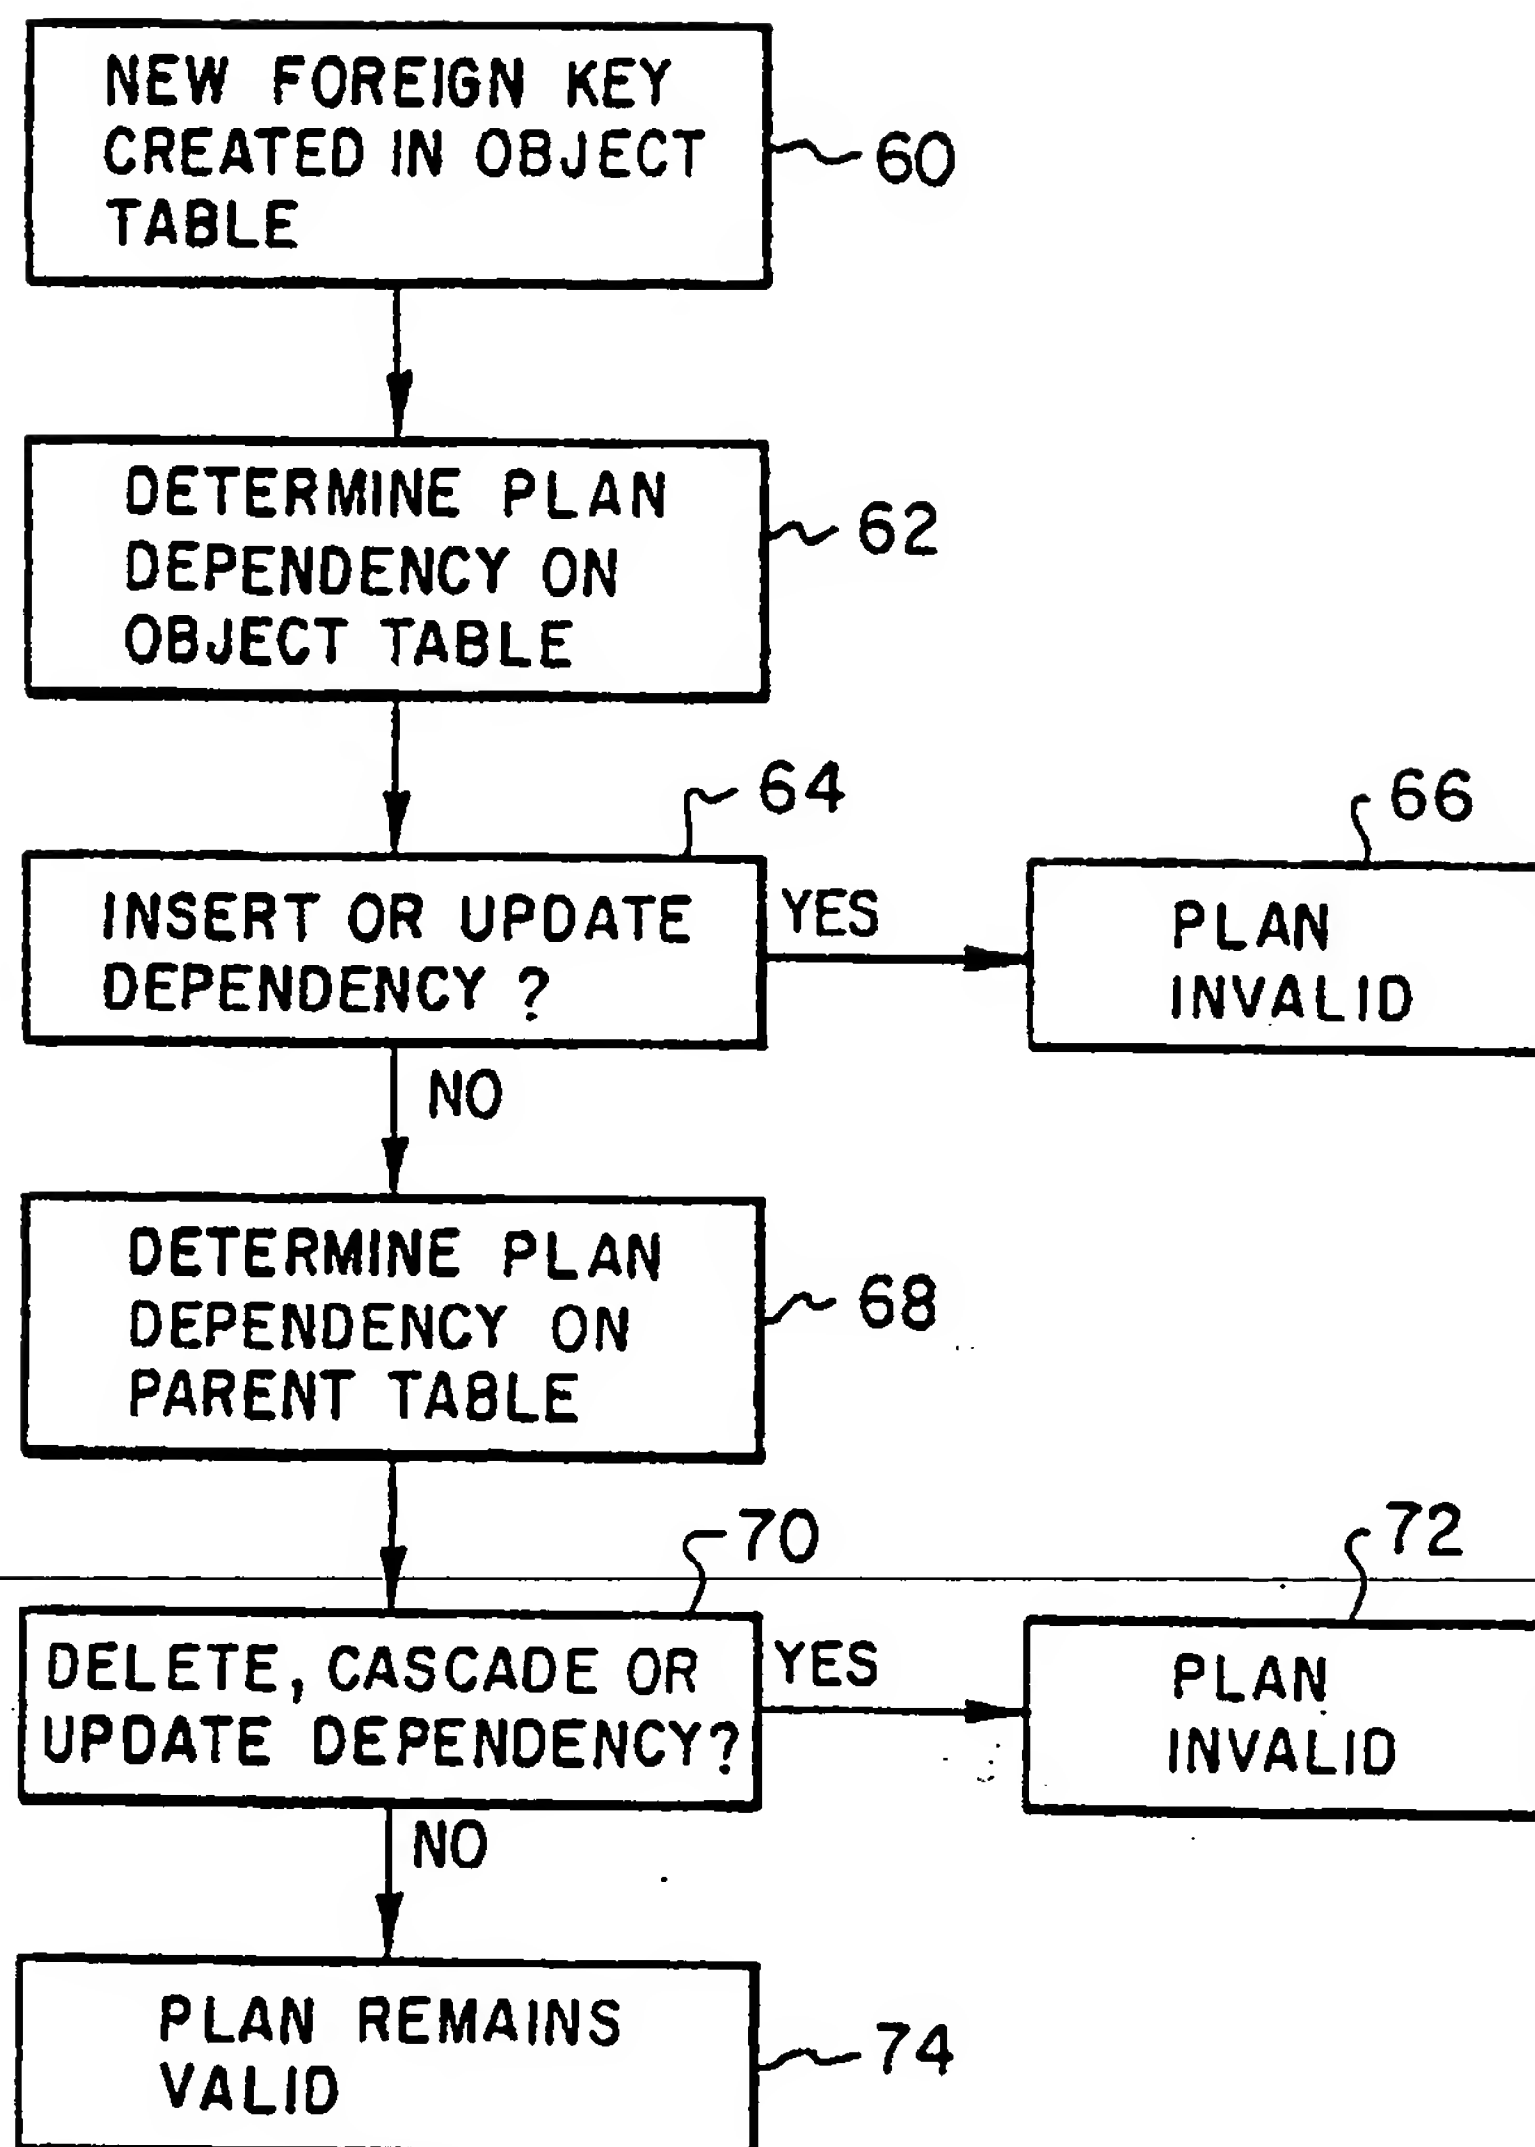 NEW FOREIGN KEY
CREATED IN OBJECT
TABLE
60
DETERMINE PLAN
DEPENDENCY ON
OBJECT TABLE
62
64
INSERT OR UPDATE
DEPENDENCY ?
YES
66
PLAN
INVALID
NO
DETERMINE PLAN
DEPENDENCY ON
PARENT TABLE
68
70
DELETE, CASCADE OR
UPDATE DEPENDENCY?
YES
72
PLAN
INVALID
NO
PLAN REMAINS
VALID
74